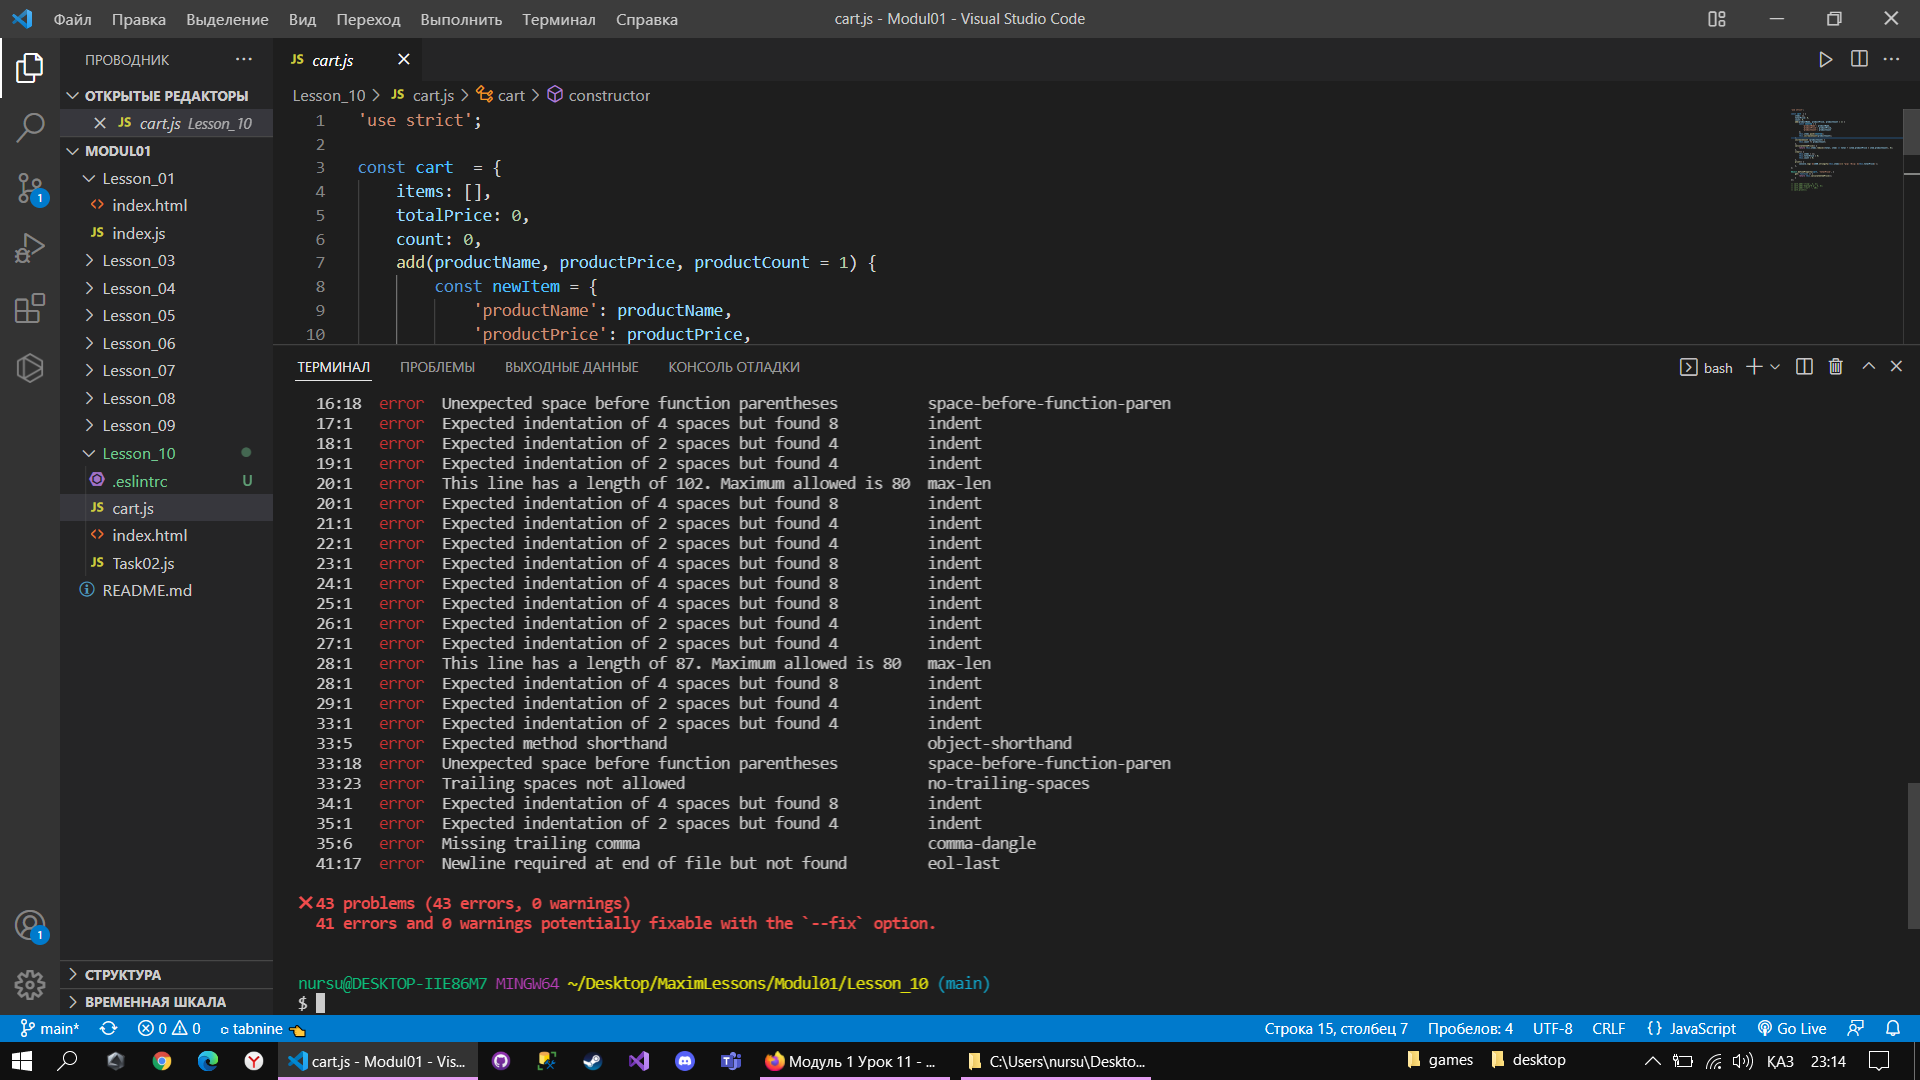 Файл Правка Выделение Вид Переход Выполнить Терминал Справка
cart.js - Modul01 - Visual Studio Code
ПРОВОДНИК
ОТКРЫТЫЕ РЕДАКТОРЫ
JS cart.js Lesson_10
MODUL01
Lesson_01
index.html
JS index.js
Lesson_03
Lesson_04
Lesson_05
Lesson_06
Lesson_07
Lesson_08
Lesson_09
Lesson_10
.eslintrc U
JS cart.js
index.html
JS Task02.js
README.md
СТРУКТУРА
ВРЕМЕННАЯ ШКАЛА
1
1
JS cart.js
Lesson_10 > JS cart.js > cart > constructor
1 'use strict';
2
3 const cart  = {
4 items: [],
5 totalPrice: 0,
6 count: 0,
7 add(productName, productPrice, productCount = 1) {
8 const newItem = {
9 'productName': productName,
10 'productPrice': productPrice,
ТЕРМИНАЛ ПРОБЛЕМЫ ВЫХОДНЫЕ ДАННЫЕ КОНСОЛЬ ОТЛАДКИ
bash
16:18 error Unexpected space before function parentheses space-before-function-paren
17:1 error Expected indentation of 4 spaces but found 8 indent
18:1 error Expected indentation of 2 spaces but found 4 indent
19:1 error Expected indentation of 2 spaces but found 4 indent
20:1 error This line has a length of 102. Maximum allowed is 80 max-len
20:1 error Expected indentation of 4 spaces but found 8 indent
21:1 error Expected indentation of 2 spaces but found 4 indent
22:1 error Expected indentation of 2 spaces but found 4 indent
23:1 error Expected indentation of 4 spaces but found 8 indent
24:1 error Expected indentation of 4 spaces but found 8 indent
25:1 error Expected indentation of 4 spaces but found 8 indent
26:1 error Expected indentation of 2 spaces but found 4 indent
27:1 error Expected indentation of 2 spaces but found 4 indent
28:1 error This line has a length of 87. Maximum allowed is 80 max-len
28:1 error Expected indentation of 4 spaces but found 8 indent
29:1 error Expected indentation of 2 spaces but found 4 indent
33:1 error Expected indentation of 2 spaces but found 4 indent
33:5 error Expected method shorthand object-shorthand
33:18 error Unexpected space before function parentheses space-before-function-paren
33:23 error Trailing spaces not allowed no-trailing-spaces
34:1 error Expected indentation of 4 spaces but found 8 indent
35:1 error Expected indentation of 2 spaces but found 4 indent
35:6 error Missing trailing comma comma-dangle
41:17 error Newline required at end of file but not found eol-last
43 problems (43 errors, 0 warnings)
41 errors and 0 warnings potentially fixable with the `--fix` option.
nursu@DESKTOP-IIE86M7 MINGW64 ~/Desktop/MaximLessons/Modul01/Lesson_10 (main)
$
main* 0 0 tabnine
Строка 15, столбец 7 Пробелов: 4 UTF-8 CRLF {} JavaScript Go Live
cart.js - Modul01 - Vis...
Модуль 1 Урок 11 - ...
C:\Users\nursu\Deskto...
games desktop ҚАЗ 23:14